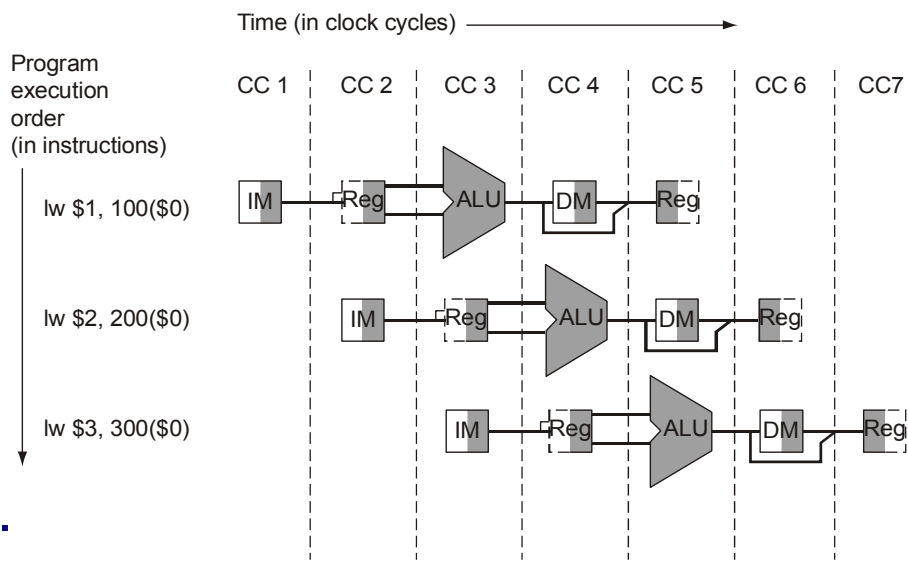 Time (in clock cycles)
Program
execution
order
(in instructions)
CC 1
CC 2
CC 3
CC 4
CC 5
CC 6
CC7
lw $1, 100($0)
IM
Reg
ALU
DM
Reg
lw $2, 200($0)
IM
Reg
ALU
DM
Reg
lw $3, 300($0)
IM
Reg
ALU
DM
Reg